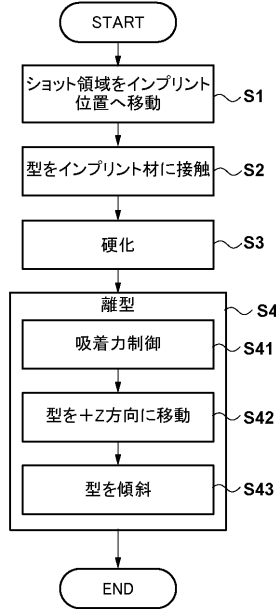 START
ショット領域をインプリント
位置へ移動
S1
型をインプリント材に接触
S2
硬化
S3
離型
S4
吸着力制御
S41
型を＋Z方向に移動
S42
型を傾斜
S43
END